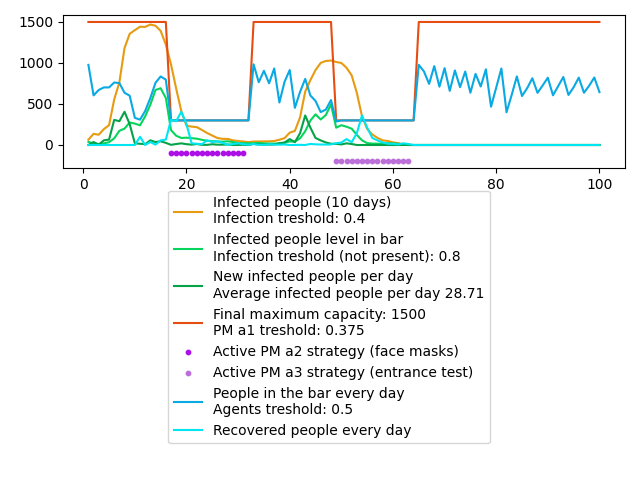 1500
1000
500
0
0
20
40
60
80
100
Infected people (10 days)
Infection treshold: 0.4
Infected people level in bar
Infection treshold (not present): 0.8
New infected people per day
Average infected people per day 28.71
Final maximum capacity: 1500
PM a1 treshold: 0.375
Active PM a2 strategy (face masks)
Active PM a3 strategy (entrance test)
People in the bar every day
Agents treshold: 0.5
Recovered people every day